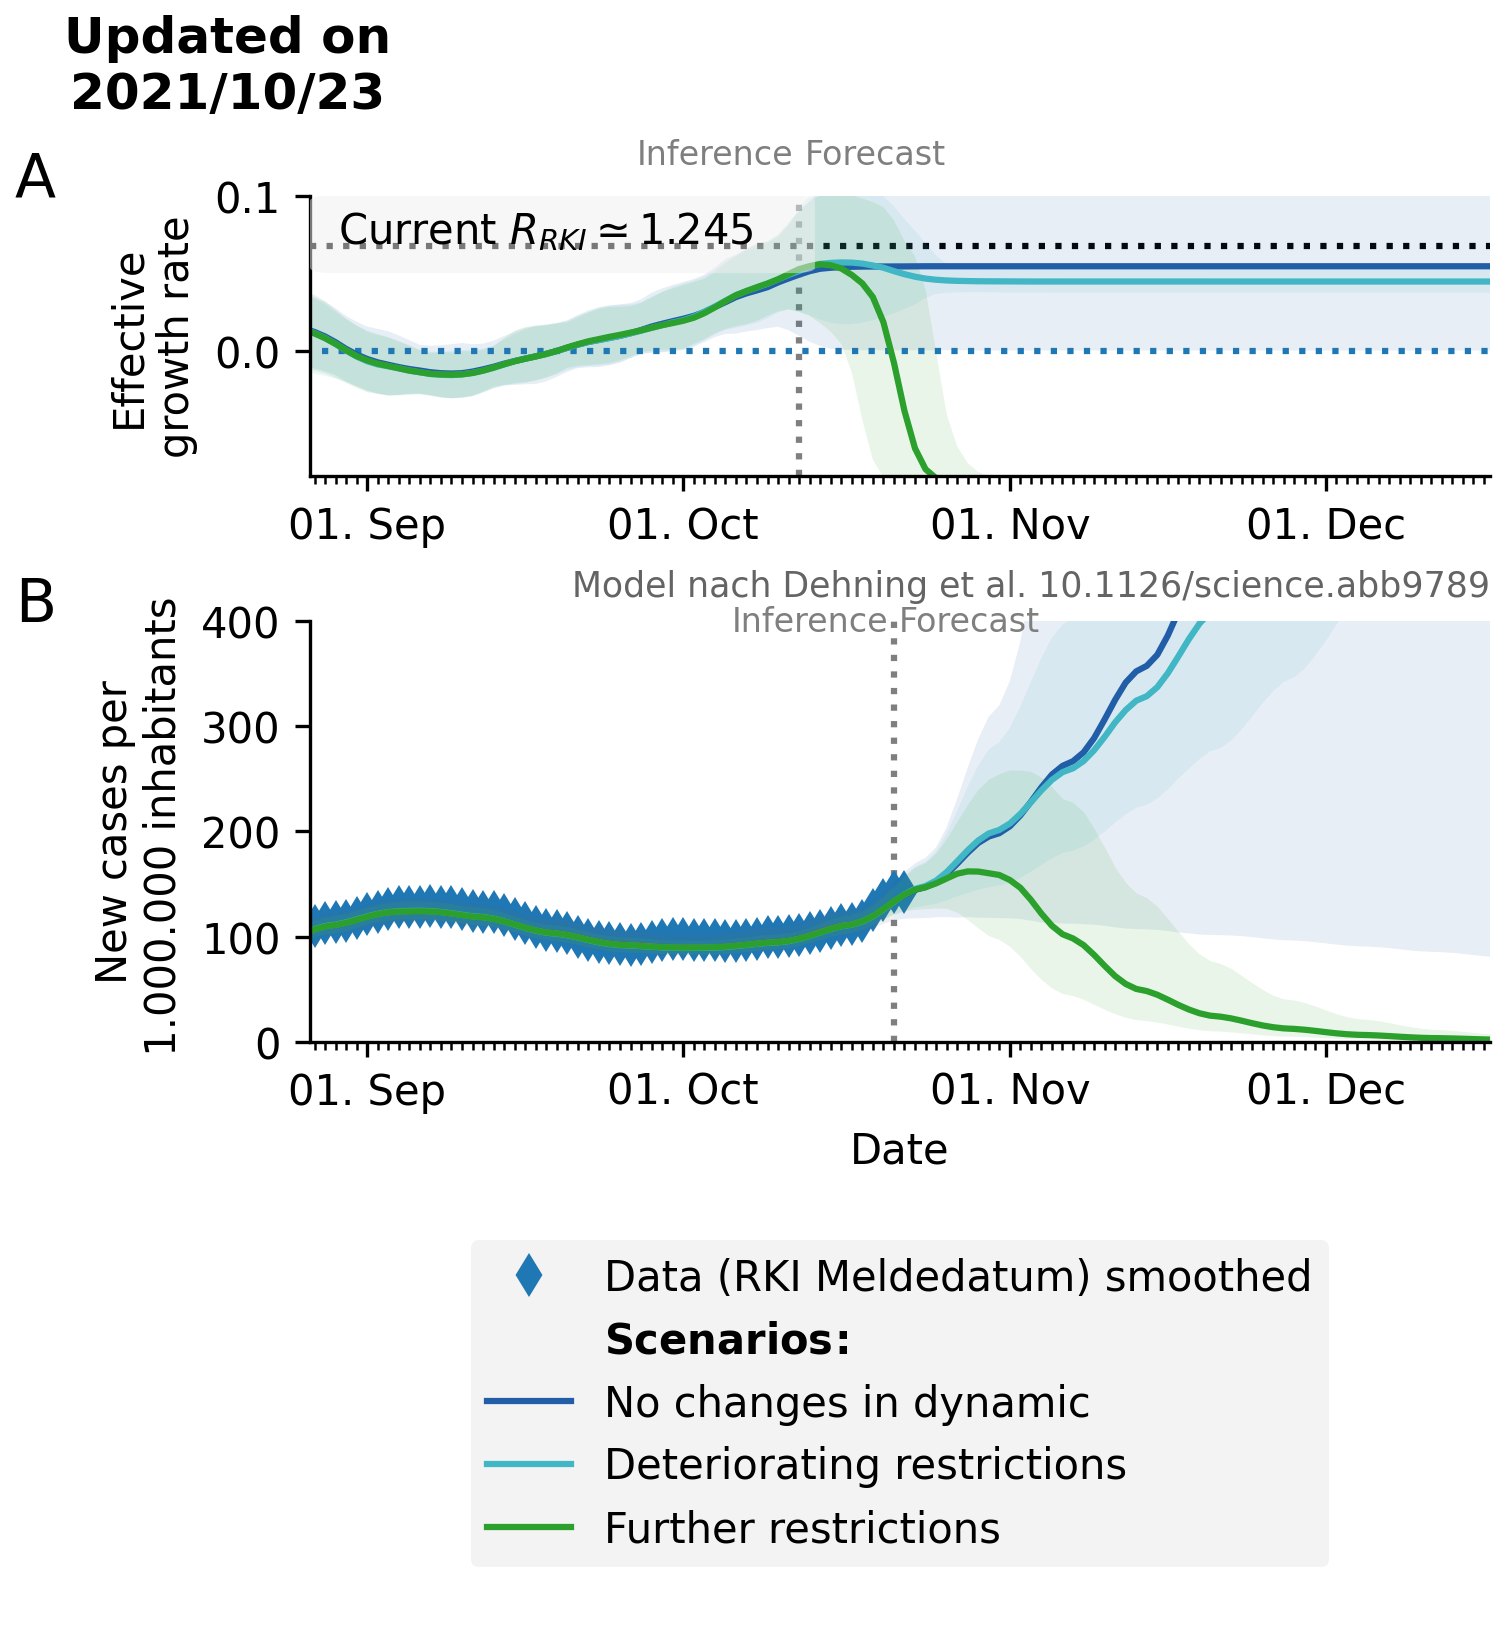 Updated on
2021/10/23
A
Inference Forecast
Effective
growth rate
0.1
0.0
Current R_RKI ≃ 1.245
01. Sep 01. Oct 01. Nov 01. Dec
Model nach Dehning et al. 10.1126/science.abb9789
B
Inference Forecast
New cases per
1.000.000 inhabitants
400
300
200
100
0
01. Sep 01. Oct 01. Nov 01. Dec
Date
Data (RKI Meldedatum) smoothed
Scenarios:
No changes in dynamic
Deteriorating restrictions
Further restrictions